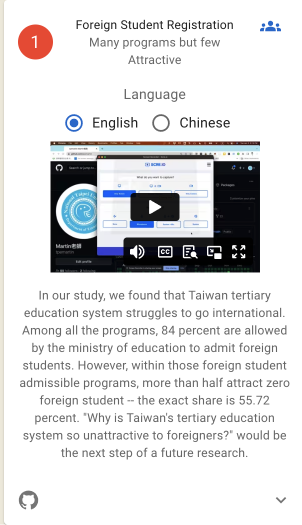 1
Foreign Student Registration
Many programs but few
Attractive
Language
English
Chinese
CC
In our study, we found that Taiwan tertiary
education system struggles to go international.
Among all the programs, 84 percent are allowed
by the ministry of education to admit foreign
students. However, within those foreign student
admissible programs, more than half attract zero
foreign student -- the exact share is 55.72
percent. "Why is Taiwan's tertiary education
system so unattractive to foreigners?" would be
the next step of a future research.